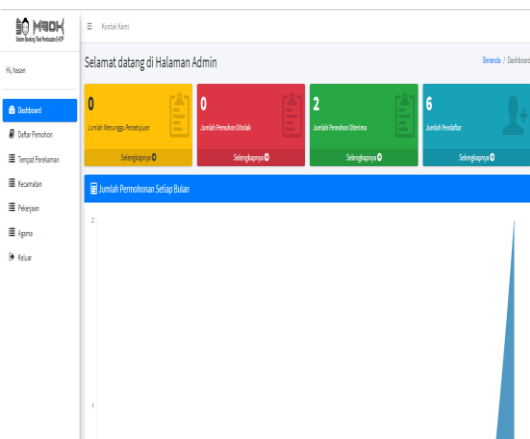 MBOK
Sistem Booking Tiket Pembuatan E-KTP
Hi, hasan
Dashboard
Daftar Pemohon
Tempat Perekaman
Kecamatan
Pekerjaan
Agama
Keluar
Kontak Kami
Selamat datang di Halaman Admin
Beranda / Dashboard
0
Jumlah Menunggu Persetujuan
Selengkapnya
0
Jumlah Pemohon Ditolak
Selengkapnya
2
Jumlah Pemohon Diterima
Selengkapnya
6
Jumlah Pendaftar
Selengkapnya
Jumlah Permohonan Setiap Bulan
2
1